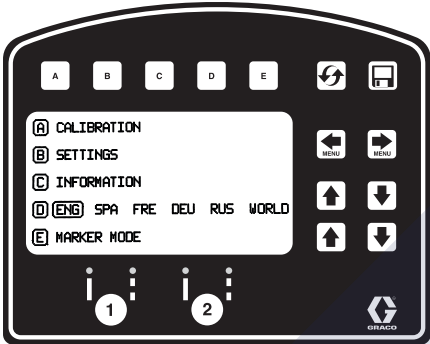 A B C D E
A CALIBRATION
B SETTINGS
C INFORMATION
D ENG SPA FRE DEU RUS WORLD
E MARKER MODE
MENU MENU
1 2
GRACO